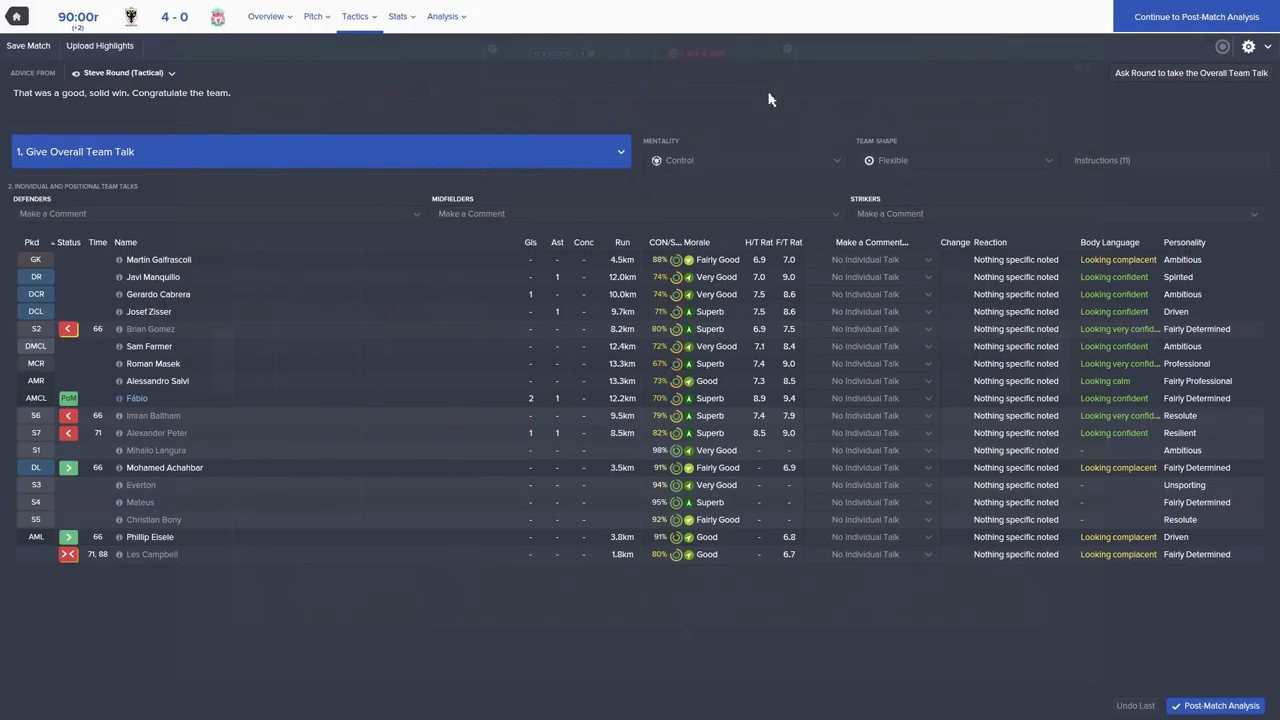 90:00r 4 - 0 Overview Pitch Tactics Stats Analysis Continue to Post-Match Analysis
(+2)
Save Match Upload Highlights
ADVICE FROM Steve Round (Tactical) Ask Round to take the Overall Team Talk
That was a good, solid win. Congratulate the team.
1. Give Overall Team Talk
MENTALITY TEAM SHAPE
Control Flexible Instructions (11)
2. INDIVIDUAL AND POSITIONAL TEAM TALKS
DEFENDERS MIDFIELDERS STRIKERS
Make a Comment Make a Comment Make a Comment
Pkd Status Time Name Gls Ast Conc Run CON/S... Morale H/T Rat F/T Rat Make a Comment... Change Reaction Body Language Personality
GK Martín Galfrascoli - - - 4.5km 88% Fairly Good 6.9 7.0 No Individual Talk Nothing specific noted Looking complacent Ambitious
DR Javi Manquillo - 1 - 12.0km 74% Very Good 7.0 9.0 No Individual Talk Nothing specific noted Looking confident Spirited
DCR Gerardo Cabrera 1 - - 10.0km 74% Very Good 7.5 8.6 No Individual Talk Nothing specific noted Looking confident Ambitious
DCL Josef Zisser - 1 - 9.7km 71% Superb 7.5 8.6 No Individual Talk Nothing specific noted Looking confident Driven
S2 66 Brian Gomez - - - 8.2km 80% Superb 6.9 7.5 No Individual Talk Nothing specific noted Looking very confid... Fairly Determined
DMCL Sam Farmer - - - 12.4km 72% Very Good 7.1 8.4 No Individual Talk Nothing specific noted Looking confident Ambitious
MCR Roman Masek - - - 13.3km 67% Superb 7.4 9.0 No Individual Talk Nothing specific noted Looking very confid... Professional
AMR Alessandro Salvi - - - 13.3km 73% Good 7.3 8.5 No Individual Talk Nothing specific noted Looking calm Fairly Professional
AMCL PoM Fábio 2 1 - 12.2km 70% Superb 8.9 9.4 No Individual Talk Nothing specific noted Looking confident Fairly Determined
S6 66 Imran Baltham - - - 9.5km 79% Superb 7.4 7.9 No Individual Talk Nothing specific noted Looking very confid... Resolute
S7 71 Alexander Peter 1 1 - 8.5km 82% Superb 8.5 9.0 No Individual Talk Nothing specific noted Looking confident Resilient
S1 Mihailo Langura - - - 98% Very Good - - No Individual Talk Nothing specific noted - Ambitious
DL 66 Mohamed Achahbar - - - 3.5km 91% Fairly Good - 6.9 No Individual Talk Nothing specific noted Looking complacent Fairly Determined
S3 Everton - - - 94% Very Good - - No Individual Talk Nothing specific noted - Unsporting
S4 Mateus - - - 95% Superb - - No Individual Talk Nothing specific noted - Fairly Determined
S5 Christian Bony - - - 92% Fairly Good - - No Individual Talk Nothing specific noted - Resolute
AML 66 Phillip Eisele - - - 3.8km 91% Good - 6.8 No Individual Talk Nothing specific noted Looking complacent Driven
71, 88 Les Campbell - - - 1.8km 80% Good - 6.7 No Individual Talk Nothing specific noted Looking complacent Fairly Determined
Undo Last Post-Match Analysis